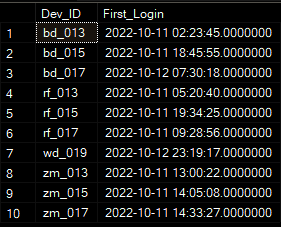 Dev_ID First_Login
1 bd_013 2022-10-11 02:23:45.0000000
2 bd_015 2022-10-11 18:45:55.0000000
3 bd_017 2022-10-12 07:30:18.0000000
4 rf_013 2022-10-11 05:20:40.0000000
5 rf_015 2022-10-11 19:34:25.0000000
6 rf_017 2022-10-11 09:28:56.0000000
7 wd_019 2022-10-12 23:19:17.0000000
8 zm_013 2022-10-11 13:00:22.0000000
9 zm_015 2022-10-11 14:05:08.0000000
10 zm_017 2022-10-11 14:33:27.0000000